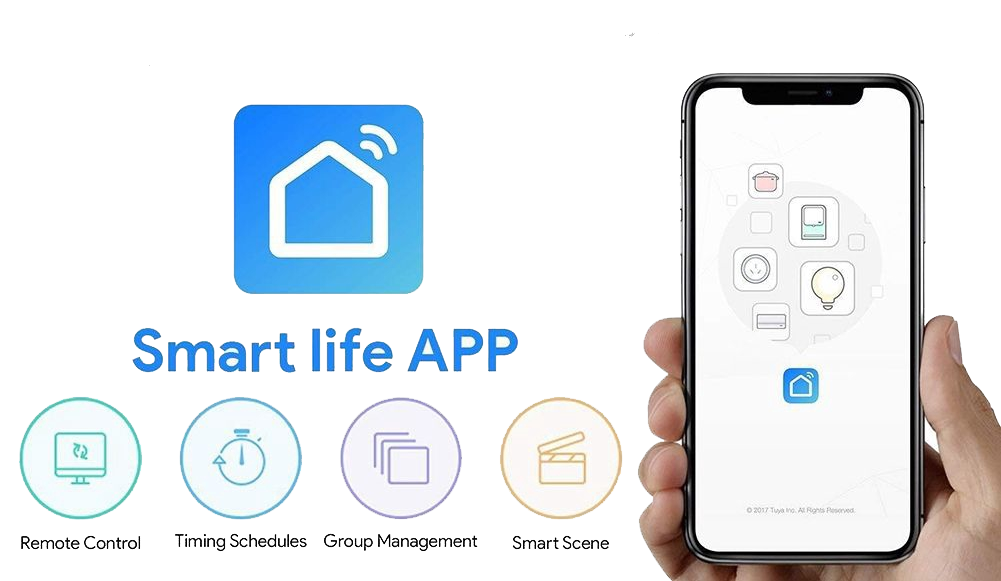 Smart life APP
Remote Control
Timing Schedules
Group Management
Smart Scene
© 2017 Tuya Inc. All Rights Reserved.